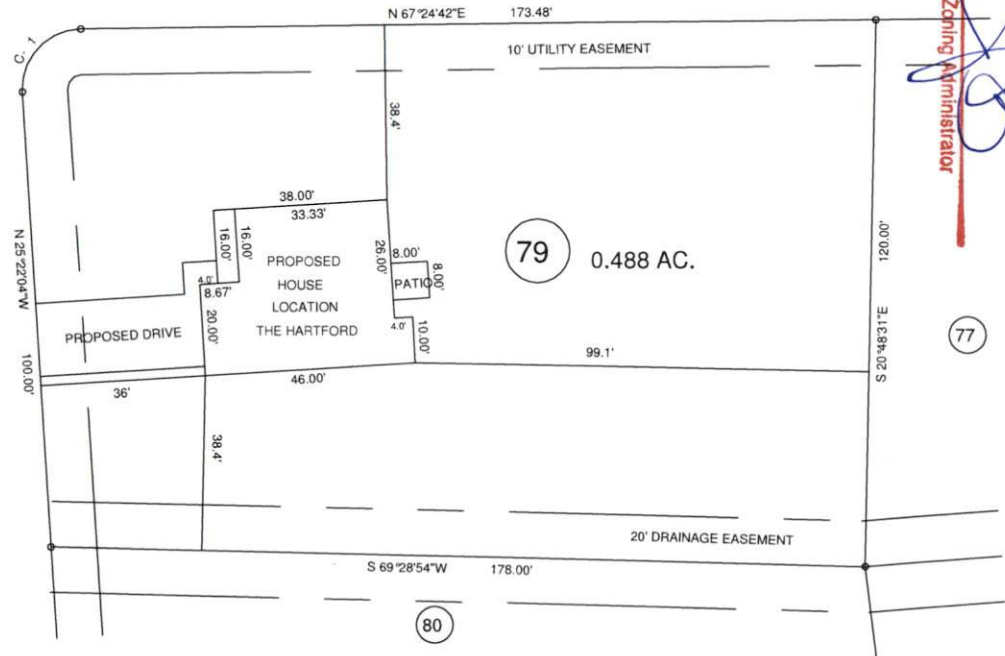 N 67°24'42"E 173.48'
C. 1
10' UTILITY EASEMENT
Zoning Administrator
38.4'
38.00'
33.33'
16.00'
16.00'
26.00'
8.00'
8.00'
PATIO
PROPOSED
HOUSE
LOCATION
THE HARTFORD
79
0.488 AC.
120.00'
S 20°48'31"E
77
N 25°22'04"W
100.00'
4.0'
8.67'
20.00'
PROPOSED DRIVE
4.0'
10.00'
99.1'
46.00'
36'
38.4'
20' DRAINAGE EASEMENT
S 69°28'54"W 178.00'
80